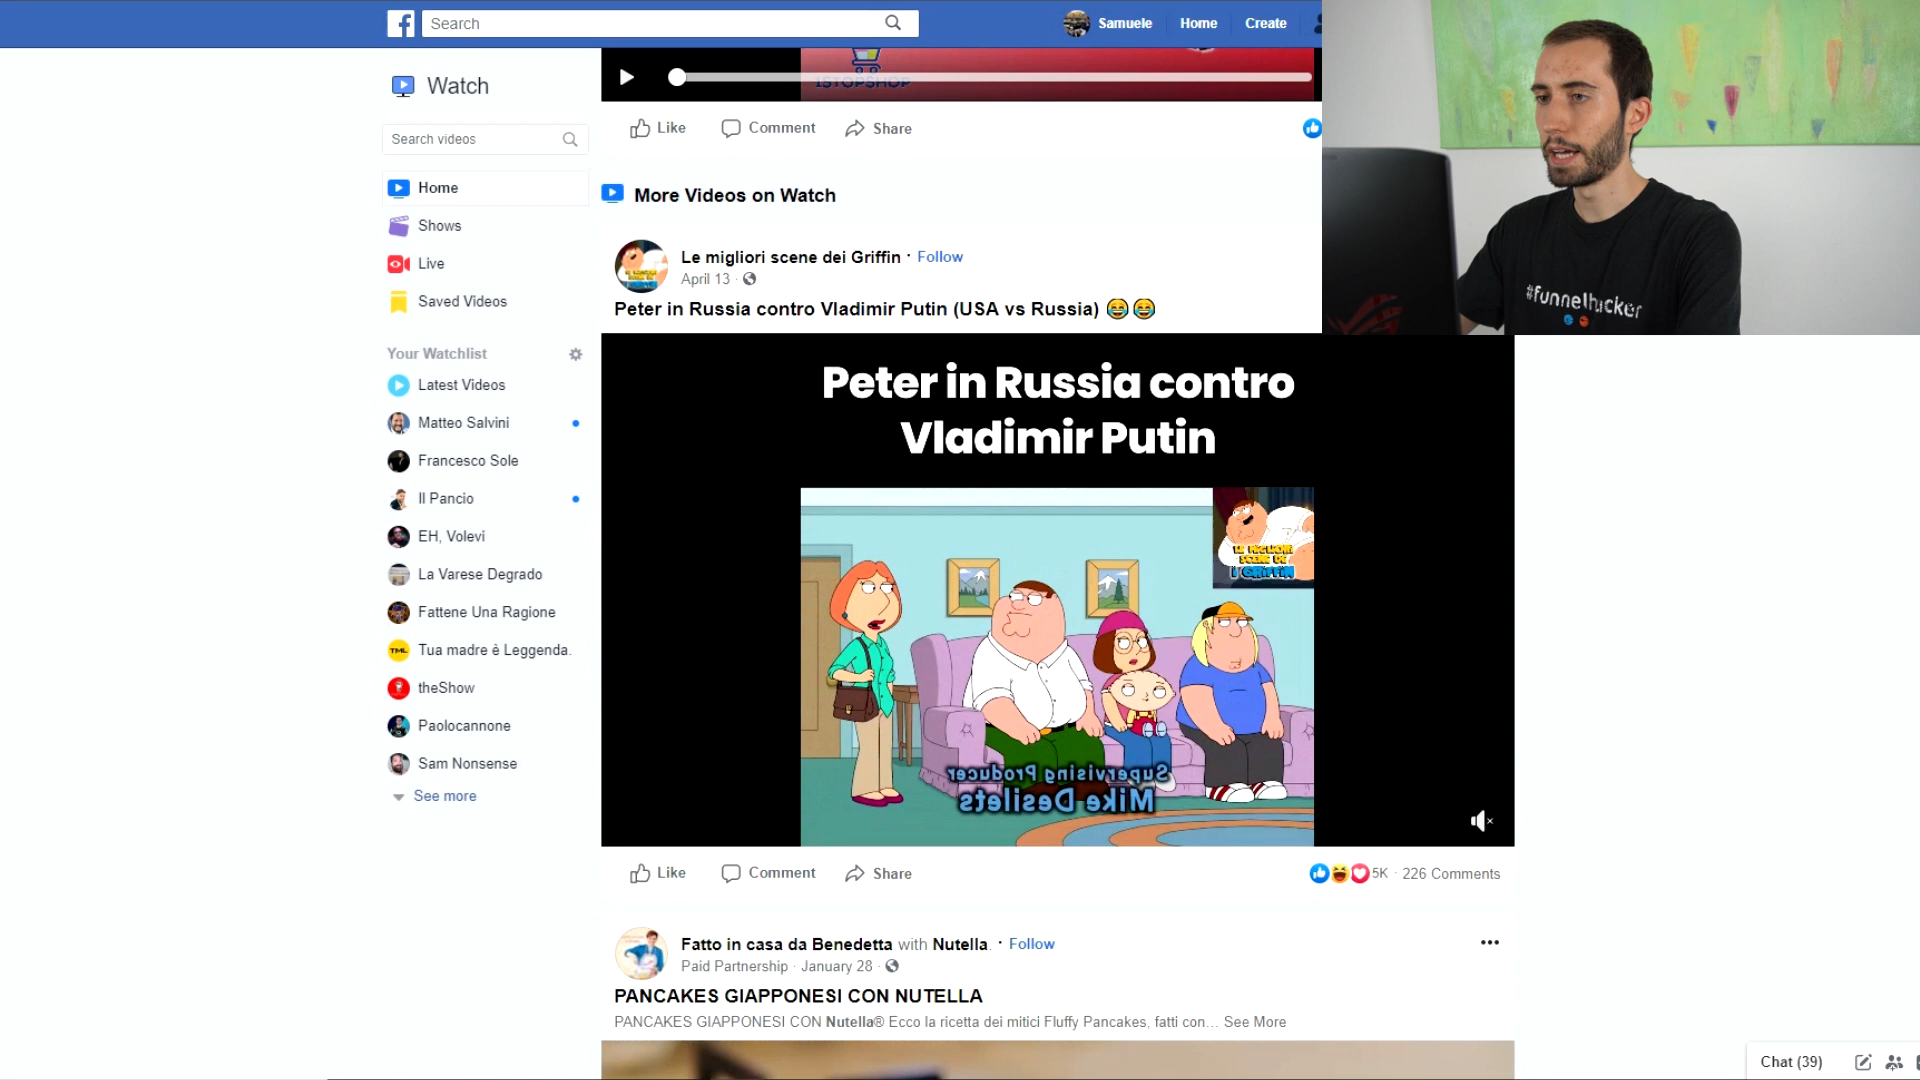 Search
Samuele
Home
Create
Watch
1STOPSHOP
Like
Comment
Share
Search videos
Home
Shows
Live
Saved Videos
Your Watchlist
Latest Videos
Matteo Salvini
Francesco Sole
Il Pancio
EH, Volevi
La Varese Degrado
Fattene Una Ragione
TML
Tua madre è Leggenda.
theShow
Paolocannone
Sam Nonsense
See more
More Videos on Watch
Le migliori scene dei Griffin · Follow
April 13 ·
Peter in Russia contro Vladimir Putin (USA vs Russia) 😂 😂
#funnelhacker
Peter in Russia contro
Vladimir Putin
LE MIGLIORI
SCENE DE
I GRIFFIN
Supervising Producer
Mike Desilets
Like
Comment
Share
5K · 226 Comments
Fatto in casa da Benedetta with Nutella. · Follow
Paid Partnership · January 28 ·
PANCAKES GIAPPONESI CON NUTELLA
PANCAKES GIAPPONESI CON Nutella® Ecco la ricetta dei mitici Fluffy Pancakes, fatti con... See More
Chat (39)